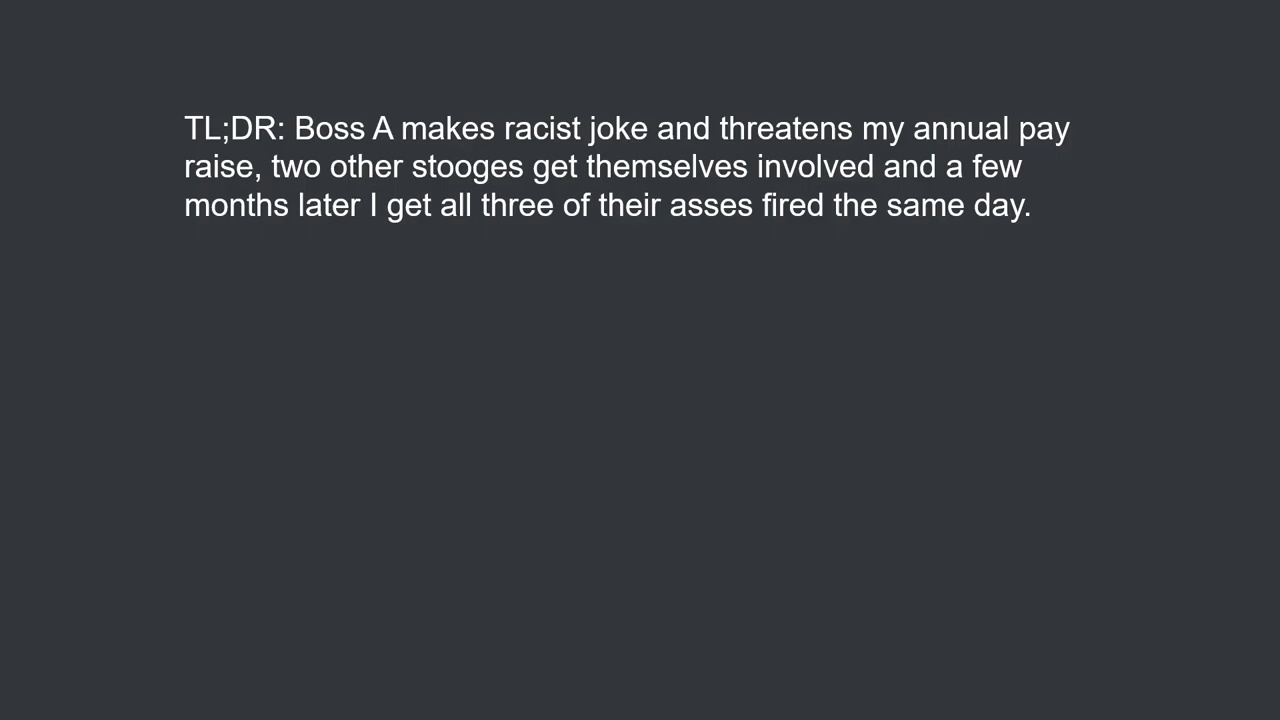 TL;DR: Boss A makes racist joke and threatens my annual pay
raise, two other stooges get themselves involved and a few
months later I get all three of their asses fired the same day.